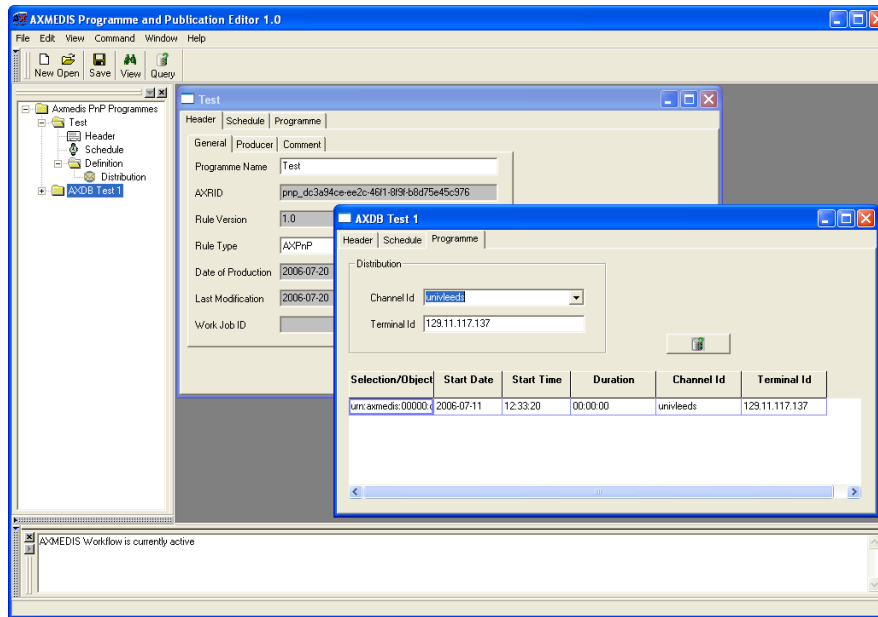 AXMEDIS Programme and Publication Editor 1.0
File Edit View Command Window Help
New Open Save View Query
Axmedis PnP Programmes
Test
Header
Schedule
Definition
Distribution
AXDB Test 1
Test
Header Schedule Programme
General Producer Comment
Programme Name Test
AXRID pnp_dc3a94ce-ee2c-46f1-8f9f-b8d75e45c976
Rule Version 1.0
Rule Type AXPnP
Date of Production 2006-07-20
Last Modification 2006-07-20
Work Job ID
AXDB Test 1
Header Schedule Programme
Distribution
Channel Id univleeds
Terminal Id 129.11.117.137
Selection/Object Start Date Start Time Duration Channel Id Terminal Id
urn:axmedis:00000: 2006-07-11 12:33:20 00:00:00 univleeds 129.11.117.137
AXMEDIS Workflow is currently active